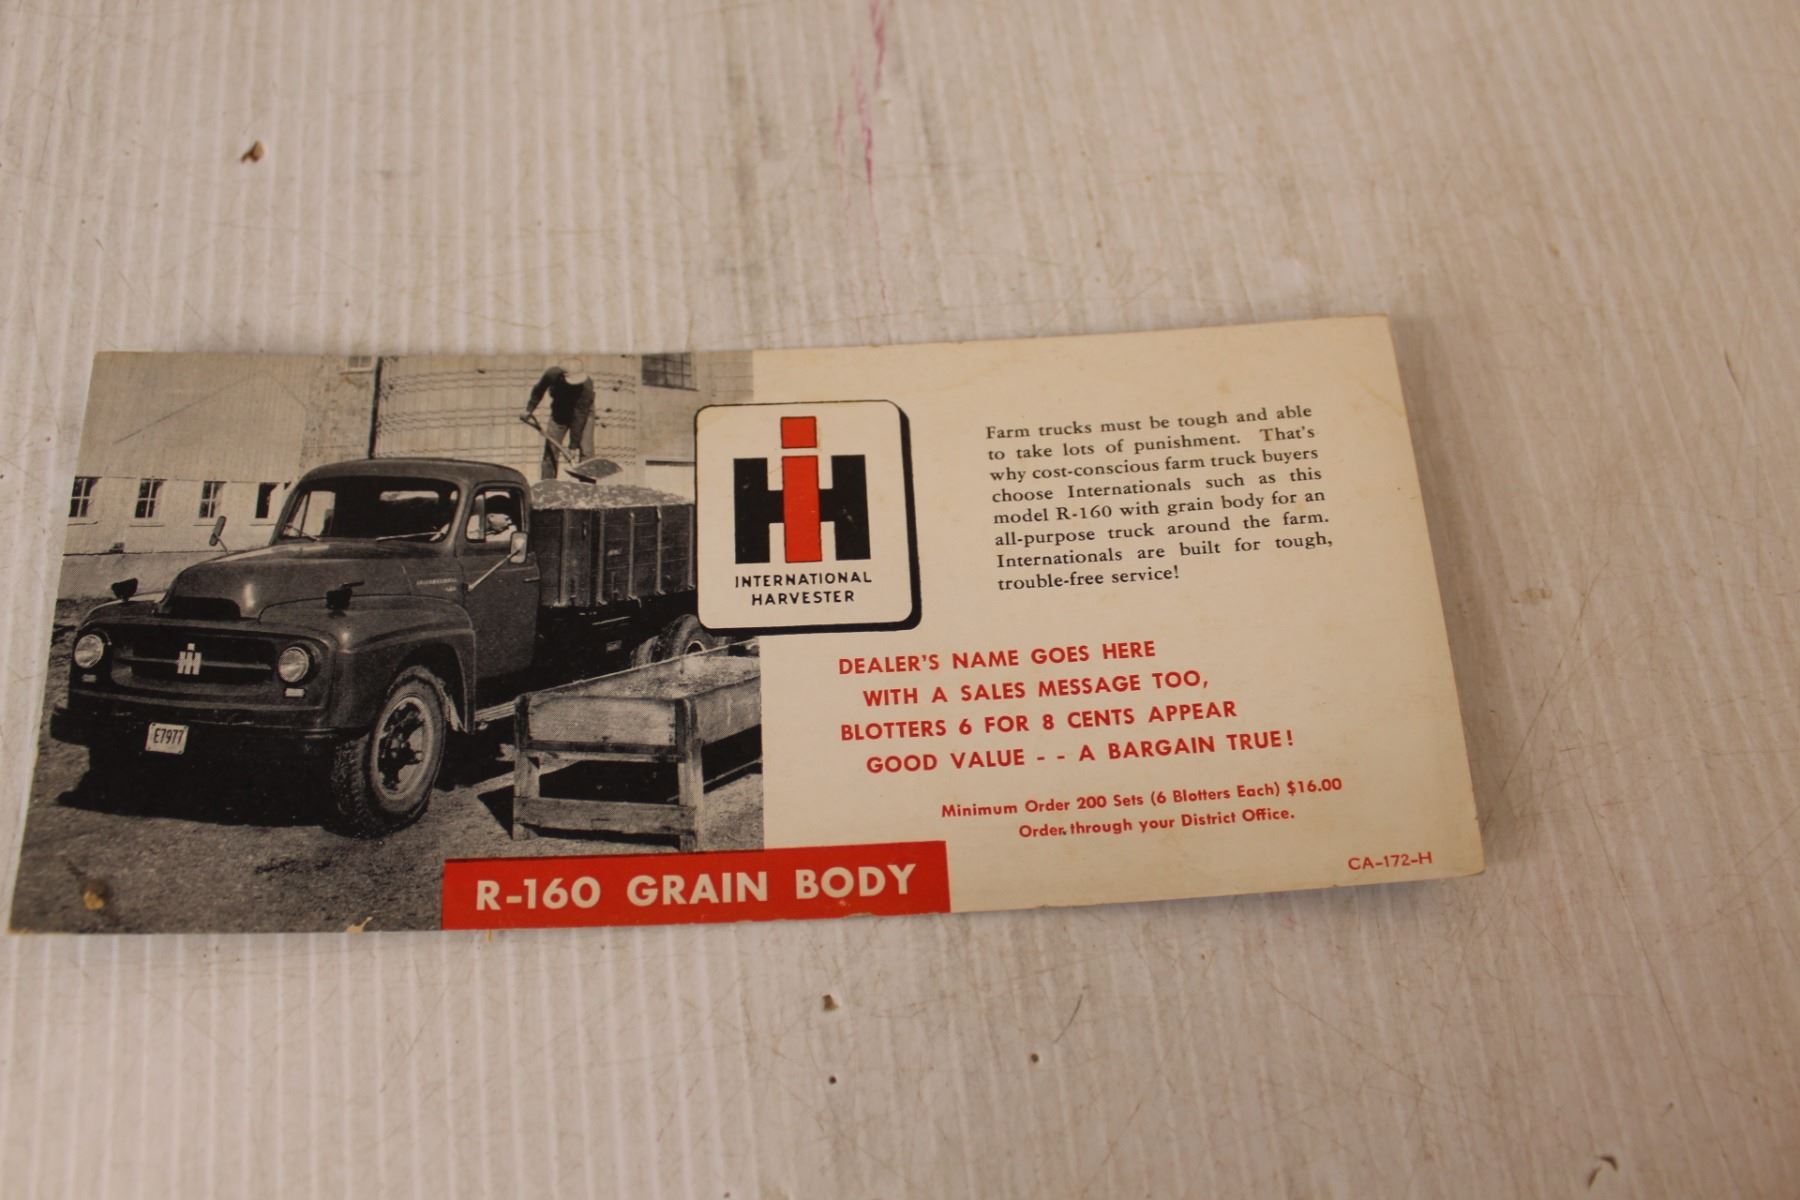 E7977
INTERNATIONAL
HARVESTER
Farm trucks must be tough and able
to take lots of punishment. That's
why cost-conscious farm truck buyers
choose Internationals such as this
model R-160 with grain body for an
all-purpose truck around the farm.
Internationals are built for tough,
trouble-free service!
DEALER'S NAME GOES HERE
WITH A SALES MESSAGE TOO,
BLOTTERS 6 FOR 8 CENTS APPEAR
GOOD VALUE - - A BARGAIN TRUE!
Minimum Order 200 Sets (6 Blotters Each) $16.00
Order through your District Office.
CA-172-H
R-160 GRAIN BODY